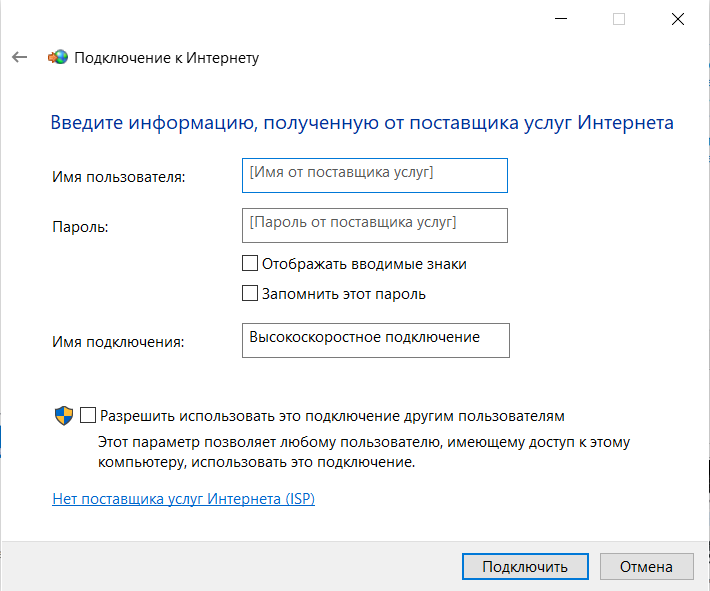 Подключение к Интернету
Введите информацию, полученную от поставщика услуг Интернета
Имя пользователя:
[Имя от поставщика услуг]
Пароль:
[Пароль от поставщика услуг]
Отображать вводимые знаки
Запомнить этот пароль
Имя подключения:
Высокоскоростное подключение
Разрешить использовать это подключение другим пользователям
Этот параметр позволяет любому пользователю, имеющему доступ к этому
компьютеру, использовать это подключение.
Нет поставщика услуг Интернета (ISP)
Подключить
Отмена